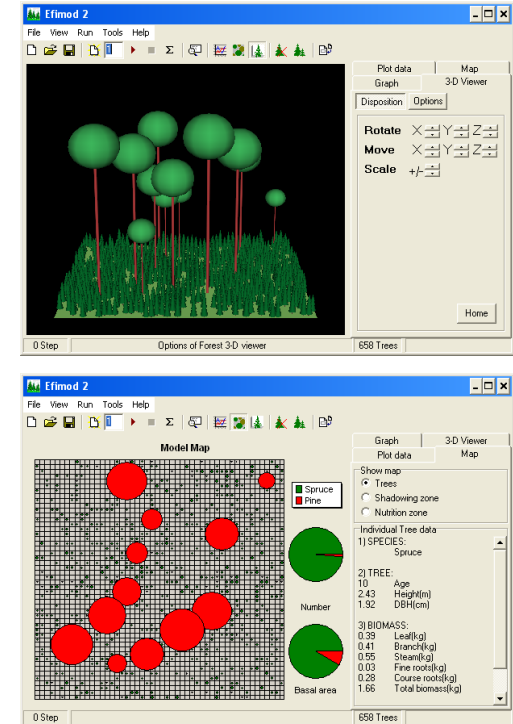 Efimod 2
File View Run Tools Help
1 Σ
Plot data Map
Graph 3-D Viewer
Disposition Options
Rotate X Y Z
Move X Y Z
Scale +/-
Home
0 Step Options of Forest 3-D viewer 658 Trees
Efimod 2
File View Run Tools Help
1 Σ
Graph 3-D Viewer
Plot data Map
Model Map
Show map
Trees
Shadowing zone
Nutrition zone
Spruce
Pine
Number
Basal area
Individual Tree data
1) SPECIES:
Spruce
2) TREE:
10 Age
2.43 Height(m)
1.92 DBH(cm)
3) BIOMASS:
0.39 Leaf(kg)
0.41 Branch(kg)
0.55 Steam(kg)
0.03 Fine roots(kg)
0.28 Course roots(kg)
1.66 Total biomass(kg)
0 Step 658 Trees